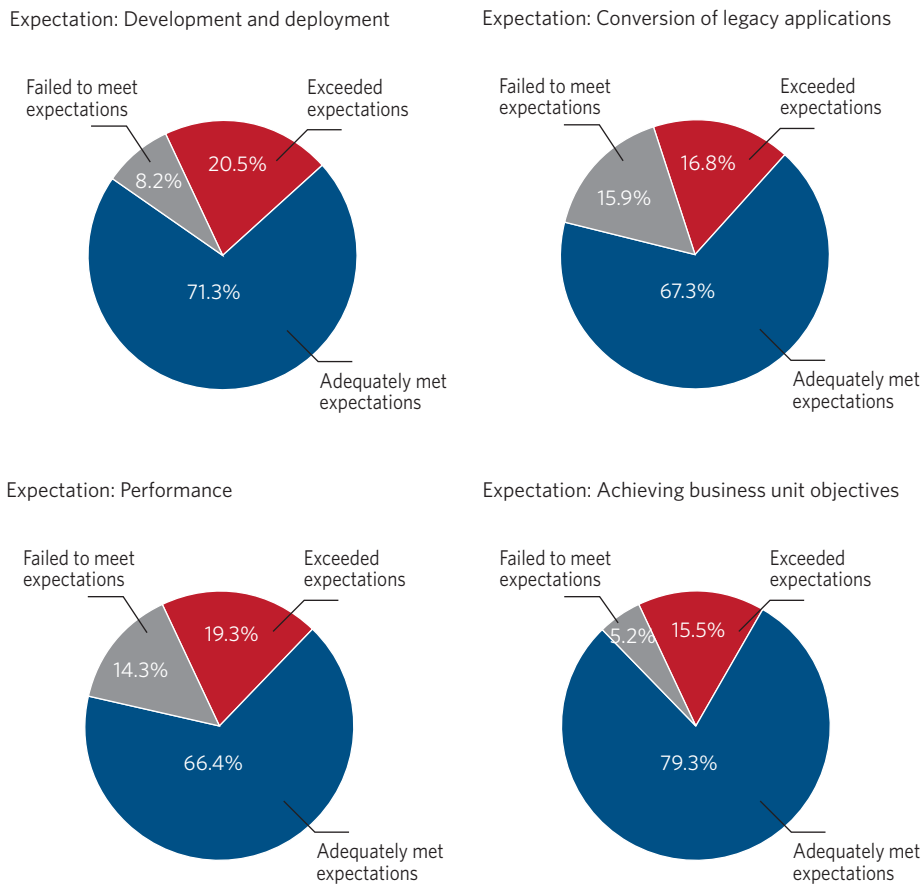 Expectation: Development and deployment
Failed to meet
expectations
Exceeded
expectations
20.5%
8.2%
71.3%
Adequately met
expectations
Expectation: Conversion of legacy applications
Failed to meet
expectations
Exceeded
expectations
16.8%
15.9%
67.3%
Adequately met
expectations
Expectation: Performance
Failed to meet
expectations
Exceeded
expectations
19.3%
14.3%
66.4%
Adequately met
expectations
Expectation: Achieving business unit objectives
Failed to meet
expectations
Exceeded
expectations
5.2%
15.5%
79.3%
Adequately met
expectations